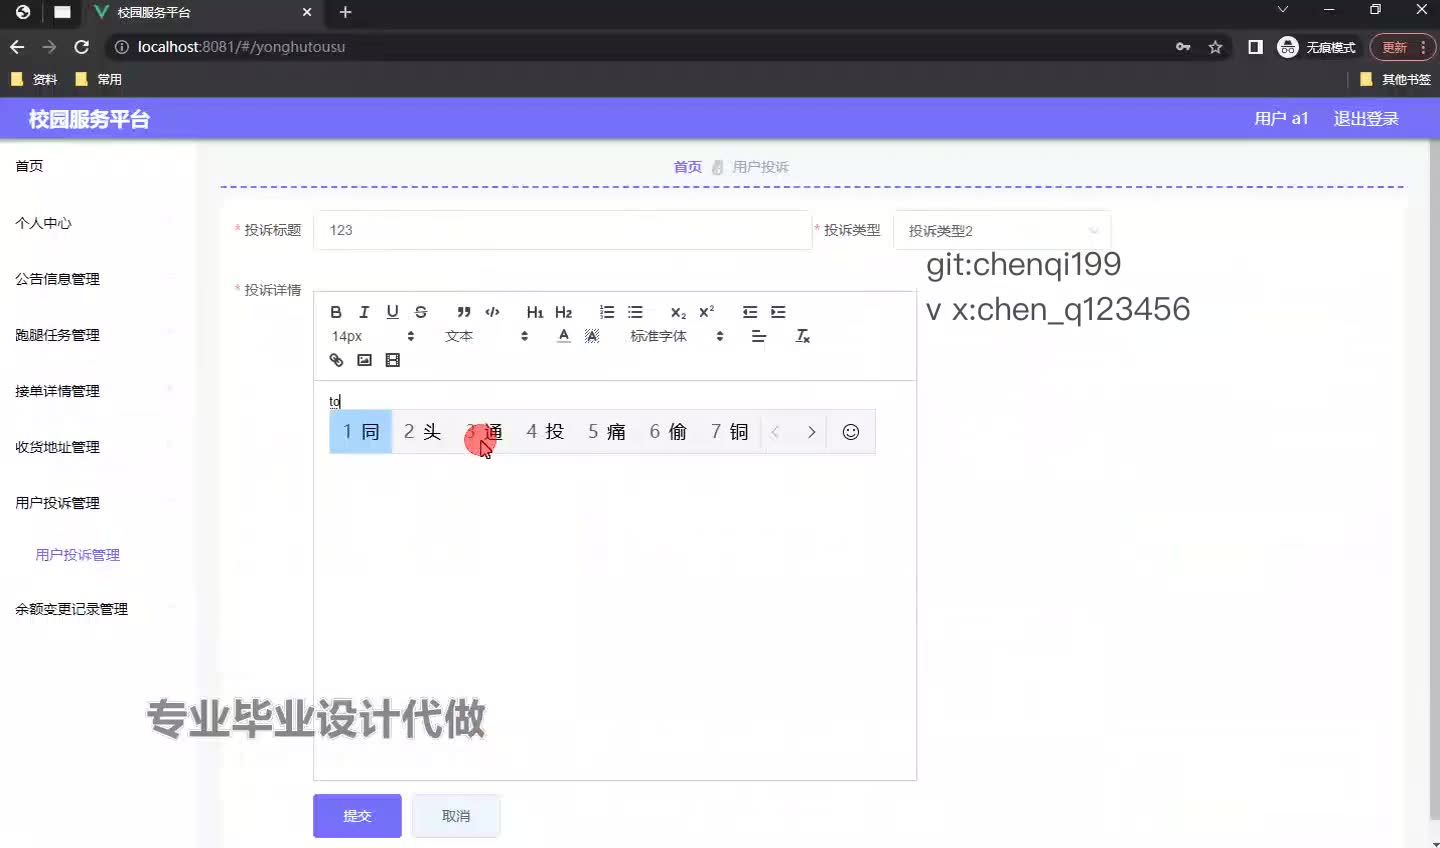 校园服务平台
localhost:8081/#/yonghutousu
无痕模式
更新
资料
常用
其他书签
校园服务平台
用户 a1
退出登录
首页
个人中心
公告信息管理
跑腿任务管理
接单详情管理
收货地址管理
用户投诉管理
用户投诉管理
余额变更记录管理
首页
用户投诉
* 投诉标题
123
* 投诉类型
投诉类型2
git:chenqi199
v x:chen_q123456
* 投诉详情
B I U S
H1 H2
X₂ X²
14px
文本
A A
标准字体
Tx
to
1 同 2 头 3 通 4 投 5 痛 6 偷 7 铜
专业毕业设计代做
提交
取消